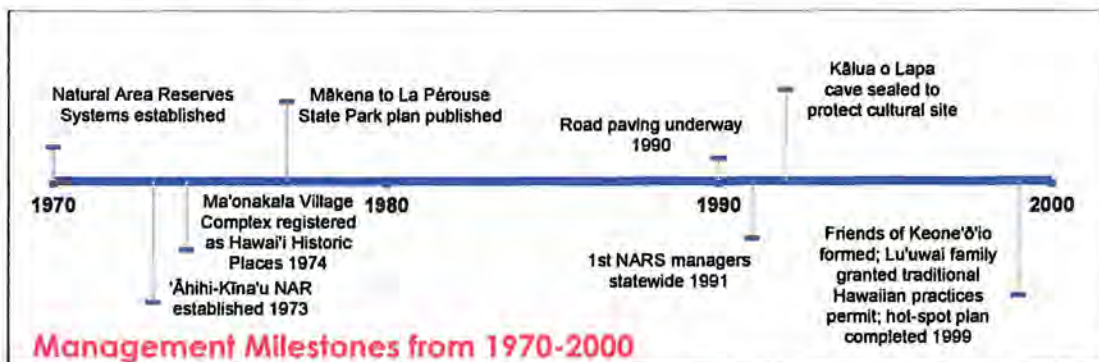 Natural Area Reserves
Systems established
Mākena to La Pérouse
State Park plan published
Road paving underway
1990
Kālua o Lapa
cave sealed to
protect cultural site
1970
1980
1990
2000
Ma'onakala Village
Complex registered
as Hawai'i Historic
Places 1974
'Āhihi-Kīna'u NAR
established 1973
1st NARS managers
statewide 1991
Friends of Keone'ō'io
formed; Lu'uwai family
granted traditional
Hawaiian practices
permit; hot-spot plan
completed 1999
Management Milestones from 1970-2000